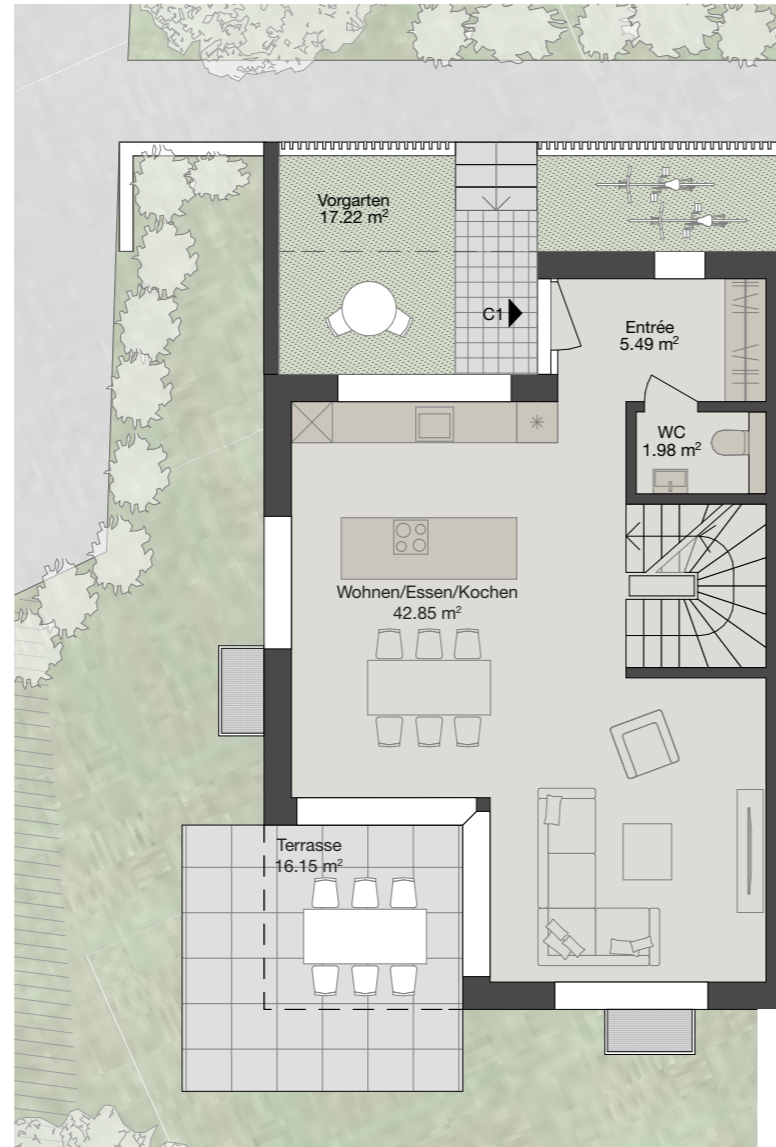 Vorgarten
17.22 m²
C1
Entrée
5.49 m²
WC
1.98 m²
Wohnen/Essen/Kochen
42.85 m²
Terrasse
16.15 m²